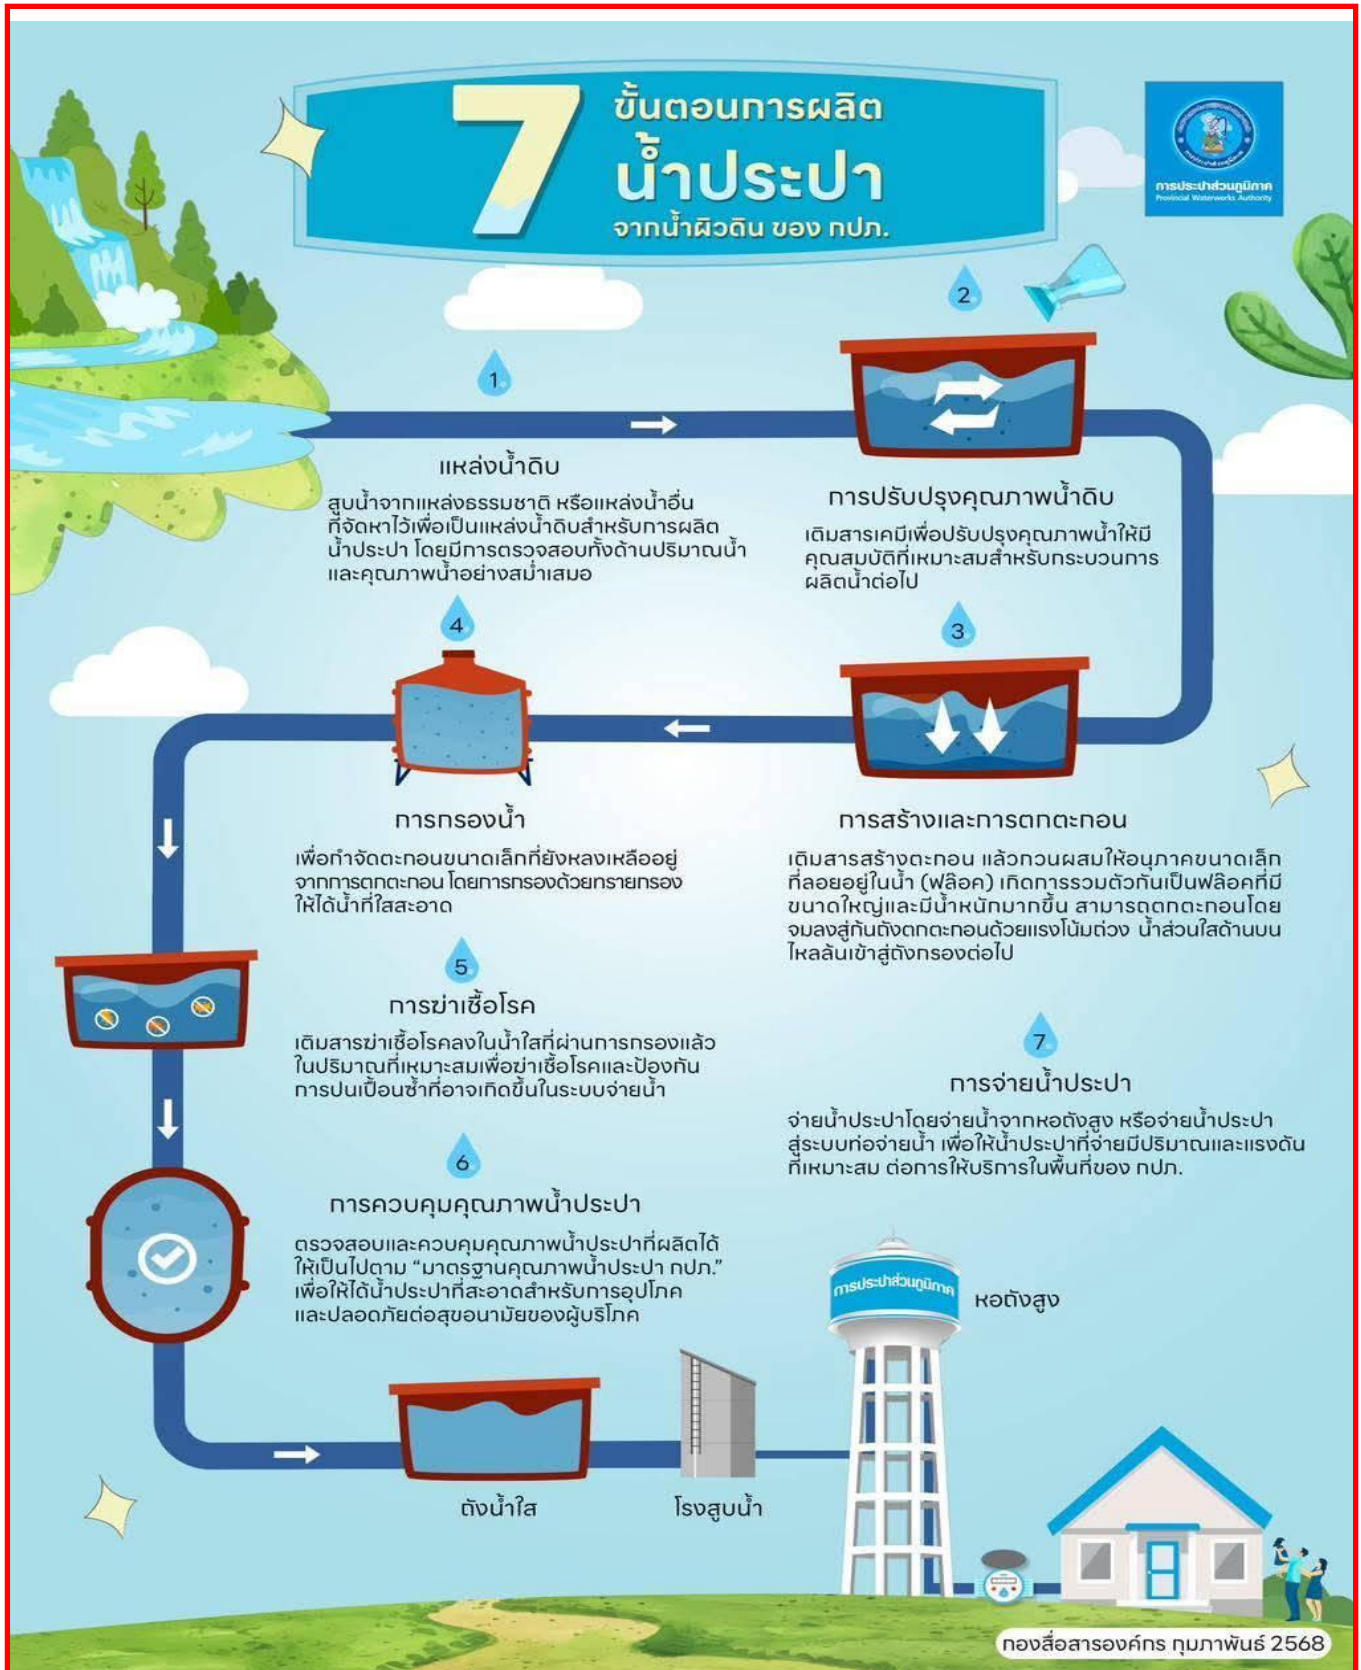 7
ขั้นตอนการผลิต
น้ำประปา
จากน้ำผิวดิน ของ กปภ.
การประปาส่วนภูมิภาค
Provincial Waterworks Authority
1.
แหล่งน้ำดิบ
สูบน้ำจากแหล่งธรรมชาติ หรือแหล่งน้ำอื่น
ที่จัดหาไว้เพื่อเป็นแหล่งน้ำดิบสำหรับการผลิต
น้ำประปา โดยมีการตรวจสอบทั้งด้านปริมาณน้ำ
และคุณภาพน้ำอย่างสม่ำเสมอ
2.
การปรับปรุงคุณภาพน้ำดิบ
เติมสารเคมีเพื่อปรับปรุงคุณภาพน้ำให้มี
คุณสมบัติที่เหมาะสมสำหรับกระบวนการ
ผลิตน้ำต่อไป
3.
การสร้างและการตกตะกอน
เติมสารสร้างตะกอน แล้วกวนผสมให้อนุภาคขนาดเล็ก
ที่ลอยอยู่ในน้ำ (ฟล๊อค) เกิดการรวมตัวกันเป็นฟล๊อคที่มี
ขนาดใหญ่และมีน้ำหนักมากขึ้น สามารถตกตะกอนโดย
จมลงสู่ก้นถังตกตะกอนด้วยแรงโน้มถ่วง น้ำส่วนใสด้านบน
ไหลล้นเข้าสู่ถังกรองต่อไป
4.
การกรองน้ำ
เพื่อกำจัดตะกอนขนาดเล็กที่ยังหลงเหลืออยู่
จากการตกตะกอน โดยการกรองด้วยทรายกรอง
ให้ได้น้ำที่ใสสะอาด
5.
การฆ่าเชื้อโรค
เติมสารฆ่าเชื้อโรคลงในน้ำใสที่ผ่านการกรองแล้ว
ในปริมาณที่เหมาะสมเพื่อฆ่าเชื้อโรคและป้องกัน
การปนเปื้อนซ้ำที่อาจเกิดขึ้นในระบบจ่ายน้ำ
6.
การควบคุมคุณภาพน้ำประปา
ตรวจสอบและควบคุมคุณภาพน้ำประปาที่ผลิตได้
ให้เป็นไปตาม “มาตรฐานคุณภาพน้ำประปา กปภ.”
เพื่อให้ได้น้ำประปาที่สะอาดสำหรับการอุปโภค
และปลอดภัยต่อสุขอนามัยของผู้บริโภค
7.
การจ่ายน้ำประปา
จ่ายน้ำประปาโดยจ่ายน้ำจากหอถังสูง หรือจ่ายน้ำประปา
สู่ระบบท่อจ่ายน้ำ เพื่อให้น้ำประปาที่จ่ายมีปริมาณและแรงดัน
ที่เหมาะสม ต่อการให้บริการในพื้นที่ของ กปภ.
การประปาส่วนภูมิภาค
หอถังสูง
ถังน้ำใส
โรงสูบน้ำ
กองสื่อสารองค์กร กุมภาพันธ์ 2568